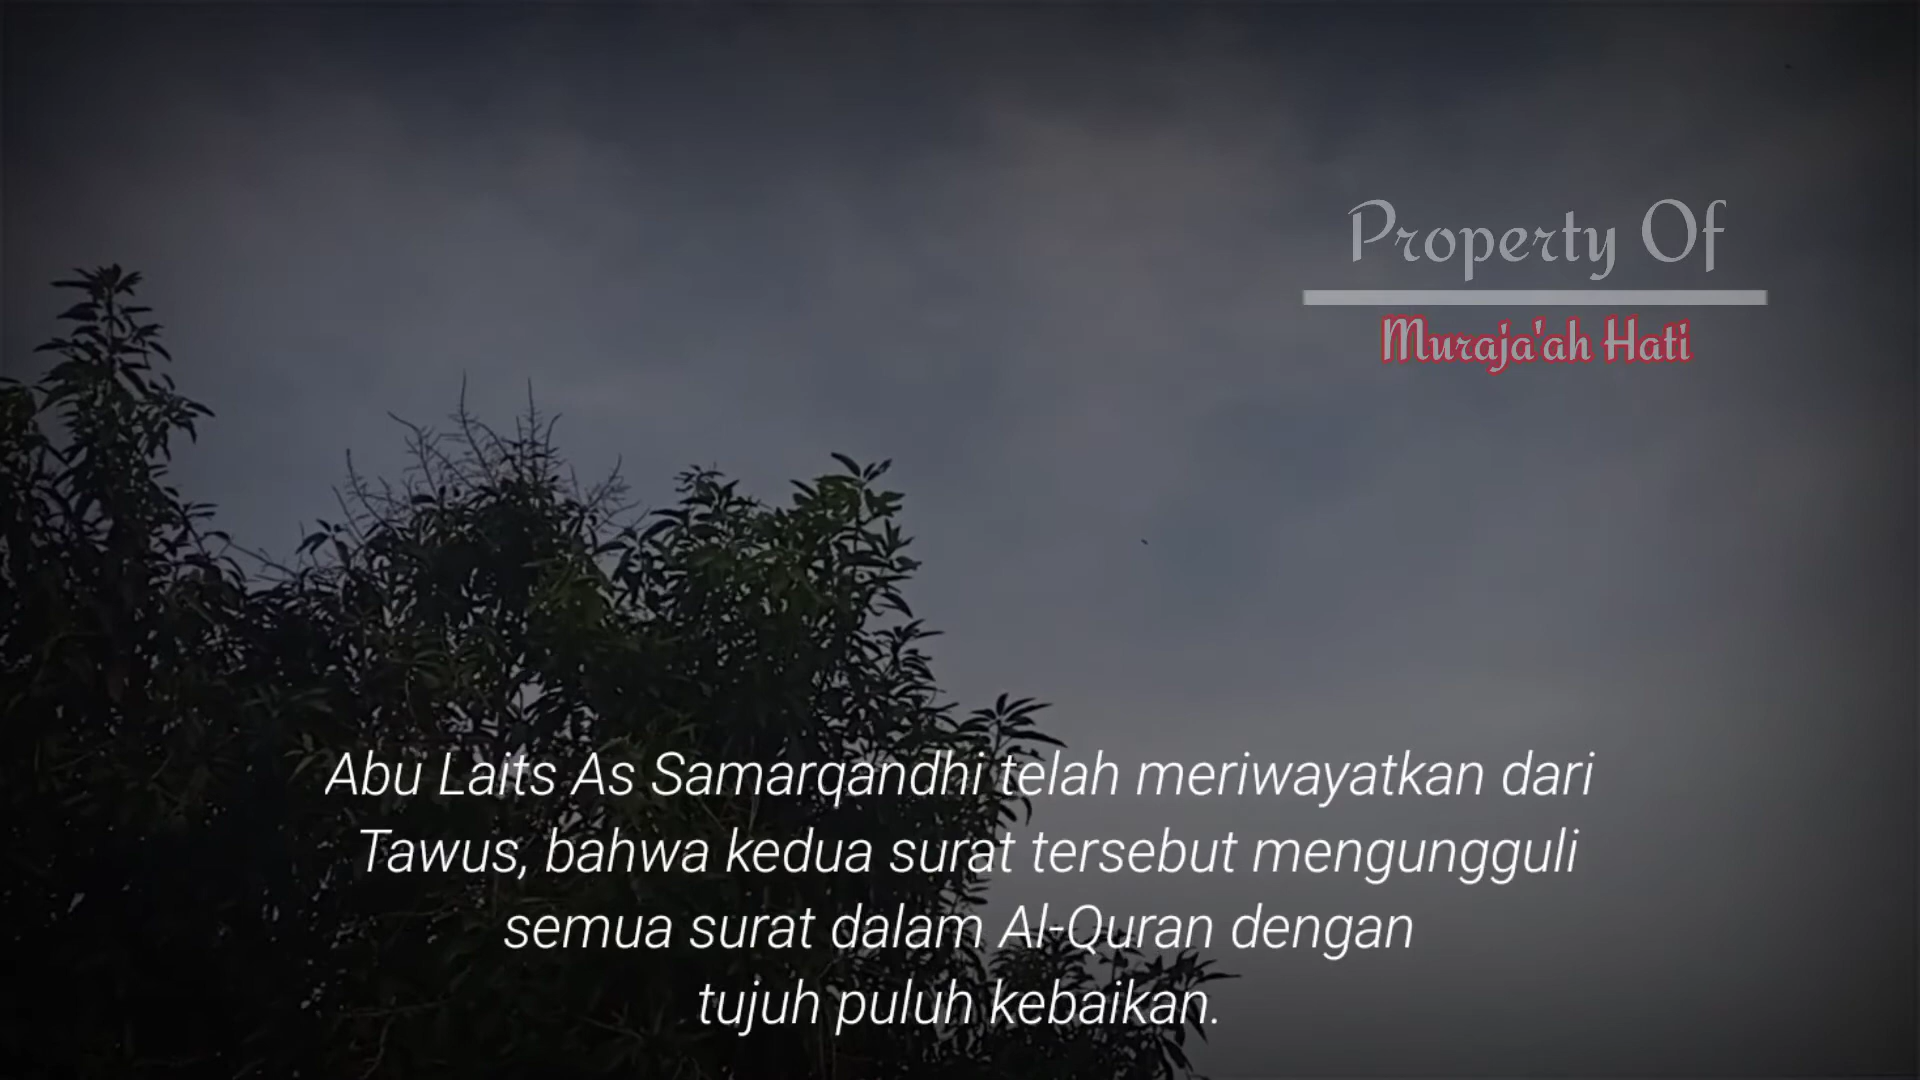 Property Of
Muraja'ah Hati
Abu Laits As Samarqandhi telah meriwayatkan dari
Tawus, bahwa kedua surat tersebut mengungguli
semua surat dalam Al-Quran dengan
tujuh puluh kebaikan.